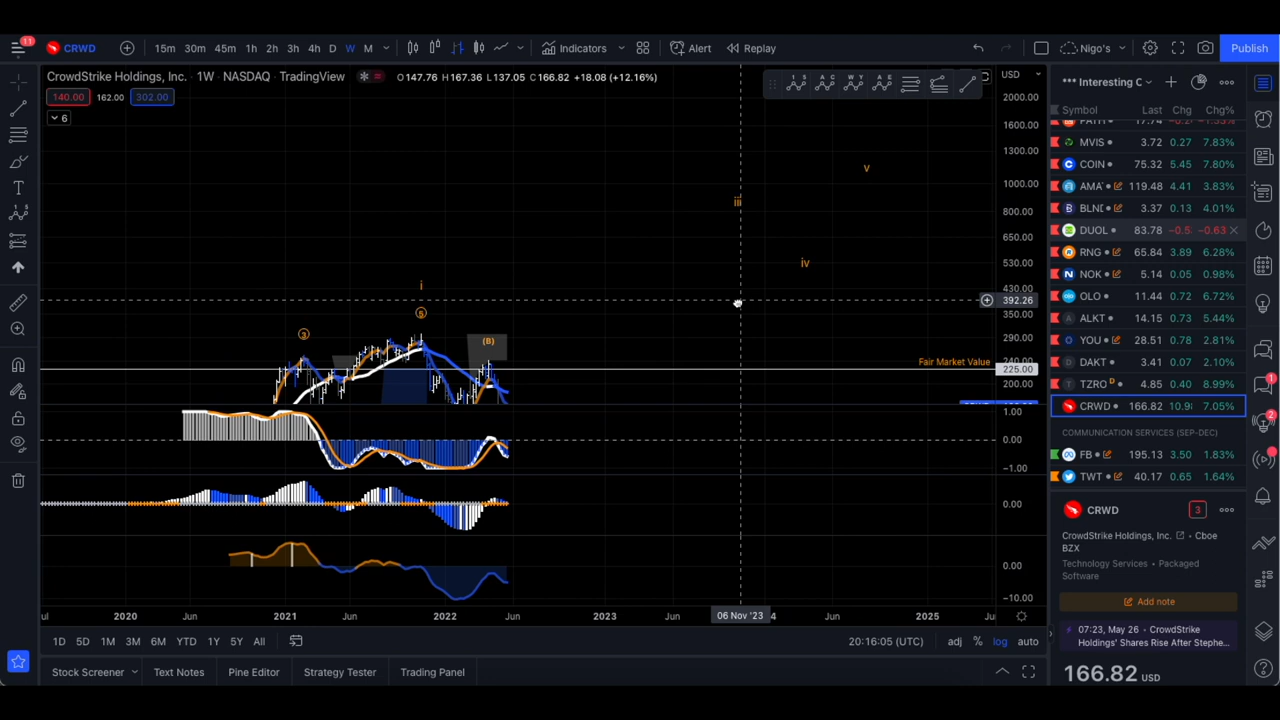 11
CRWD
15m 30m 45m 1h 2h 3h 4h D W M
Indicators
Alert
Replay
Nigo's
Publish
CrowdStrike Holdings, Inc. · 1W · NASDAQ · TradingView
O147.76 H167.36 L137.05 C166.82 +18.08 (+12.16%)
140.00 162.00 302.00
6
USD
2000.00
1600.00
1300.00
1000.00
800.00
650.00
530.00
430.00
392.26
350.00
290.00
240.00
225.00
200.00
v
iii
iv
i
5
3
(B)
Fair Market Value
1.00
0.00
-1.00
0.00
0.00
-10.00
2020 Jun 2021 Jun 2022 Jun 2023 06 Nov '23 2025
1D 5D 1M 3M 6M YTD 1Y 5Y All
20:16:05 (UTC) adj % log auto
Stock Screener Text Notes Pine Editor Strategy Tester Trading Panel
*** Interesting C
Symbol Last Chg Chg%
MVIS 3.72 0.27 7.83%
COIN 75.32 5.45 7.80%
119.48 4.41 3.83%
3.37 0.13 4.01%
DUOL 83.78
RNG 65.84 3.89 6.28%
NOK 5.14 0.05 0.98%
OLO 11.44 0.72 6.72%
ALKT 14.15 0.73 5.44%
YOU 28.51 0.78 2.81%
DAKT 3.41 0.07 2.10%
TZRO D 4.85 0.40 8.99%
CRWD 166.82 7.05%
COMMUNICATION SERVICES (SEP-DEC)
FB 195.13 3.50 1.83%
TWT 40.17 0.65 1.64%
CRWD
3
CrowdStrike Holdings, Inc. · Cboe
BZX
Technology Services · Packaged
Software
Add note
07:23, May 26 · CrowdStrike
Holdings' Shares Rise After Stephe...
166.82 USD
1
2